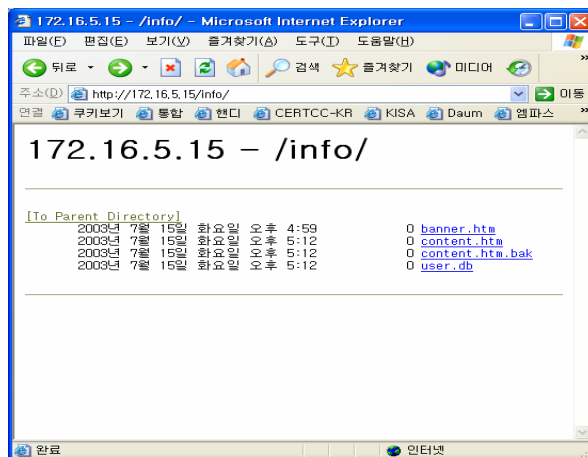 172.16.5.15 - /info/ - Microsoft Internet Explorer
파일(F) 편집(E) 보기(V) 즐겨찾기(A) 도구(T) 도움말(H)
뒤로 검색 즐겨찾기 미디어 »
주소(D) http://172.16.5.15/info/ 이동
연결 쿠키보기 통합 핸디 CERTCC-KR KISA Daum 엠파스 »
172.16.5.15 - /info/
[To Parent Directory]
2003년 7월 15일 화요일 오후 4:59 0 banner.htm
2003년 7월 15일 화요일 오후 5:12 0 content.htm
2003년 7월 15일 화요일 오후 5:12 0 content.htm.bak
2003년 7월 15일 화요일 오후 5:12 0 user.db
완료 인터넷